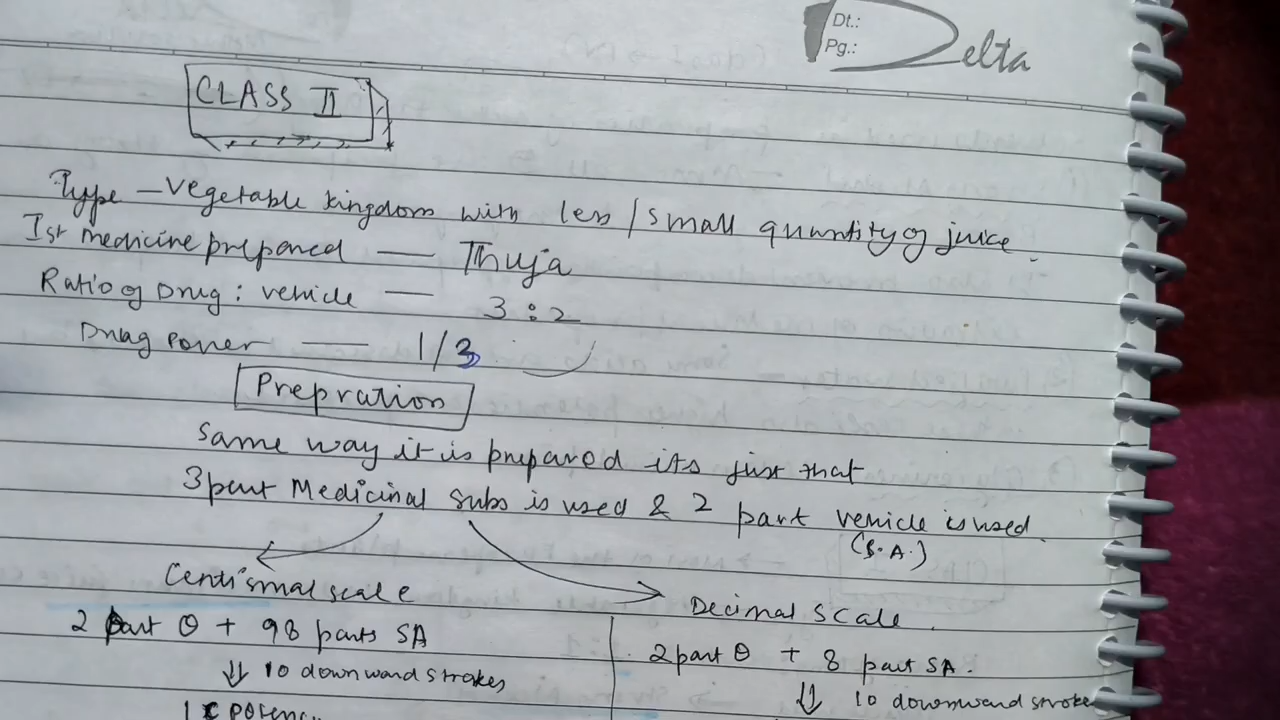 Dt.:
Pg.:
Delta
CLASS II
Type — Vegetable kingdom with less / small quantity of juice.
Ist medicine prepared — Thuja
Ratio of Drug : vehicle — 3 : 2
Drug Power — 1/3
Prepration
Same way it is prepared its just that
3 part Medicinal subs is used & 2 part vehicle is used.
(S.A.)
Centismal scale
Decimal scale.
2 part θ + 98 parts SA
2 part θ + 8 part SA.
⇓ 10 downward strokes
⇓ 10 downward stroke